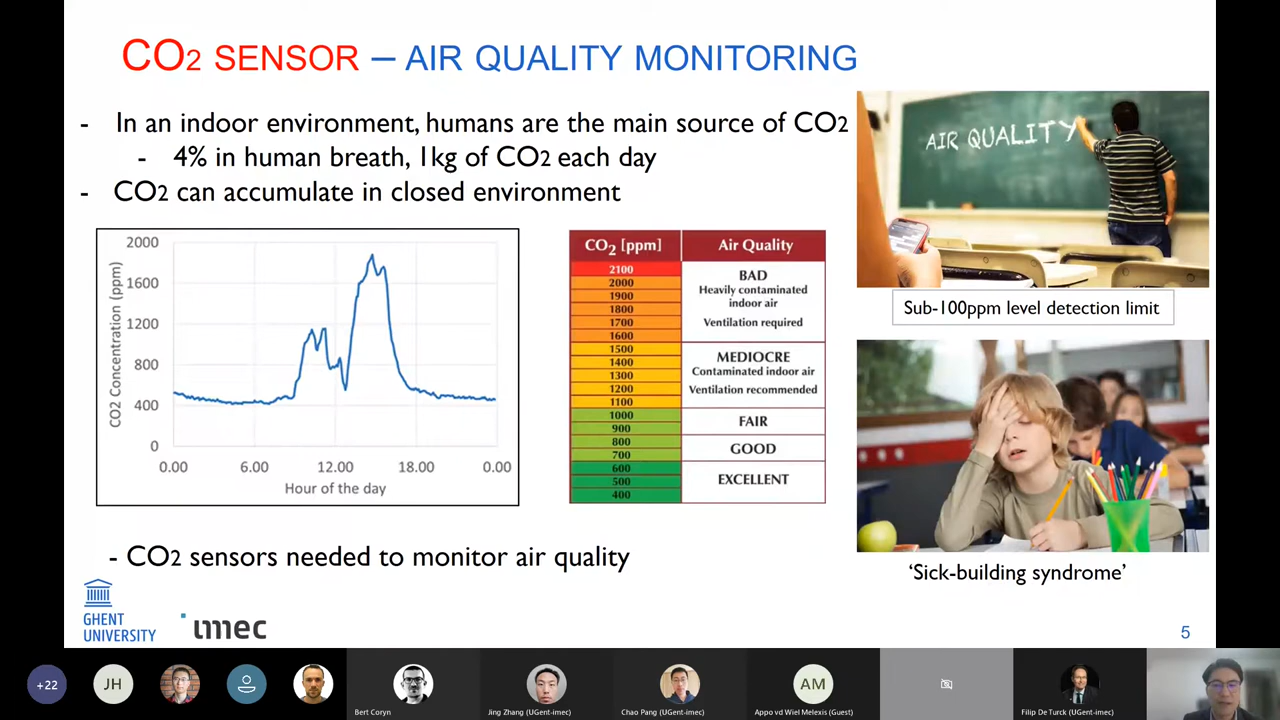 CO2 SENSOR – AIR QUALITY MONITORING
- In an indoor environment, humans are the main source of CO2
- 4% in human breath, 1kg of CO2 each day
- CO2 can accumulate in closed environment
AIR QUALITY
Sub-100ppm level detection limit
2000
1600
1200
800
400
0
CO2 Concentration (ppm)
0.00 6.00 12.00 18.00 0.00
Hour of the day
CO2 [ppm] Air Quality
2100
2000
1900
1800
1700
1600
BAD
Heavily contaminated
indoor air
Ventilation required
1500
1400
1300
1200
1100
MEDIOCRE
Contaminated indoor air
Ventilation recommended
1000
900
FAIR
800
700
GOOD
600
500
400
EXCELLENT
'Sick-building syndrome'
- CO2 sensors needed to monitor air quality
GHENT
UNIVERSITY
imec
5
+22
JH
Bert Coryn
Jing Zhang (UGent-imec)
Chao Pang (UGent-imec)
AM
Appo vd Wiel Melexis (Guest)
Filip De Turck (UGent-imec)